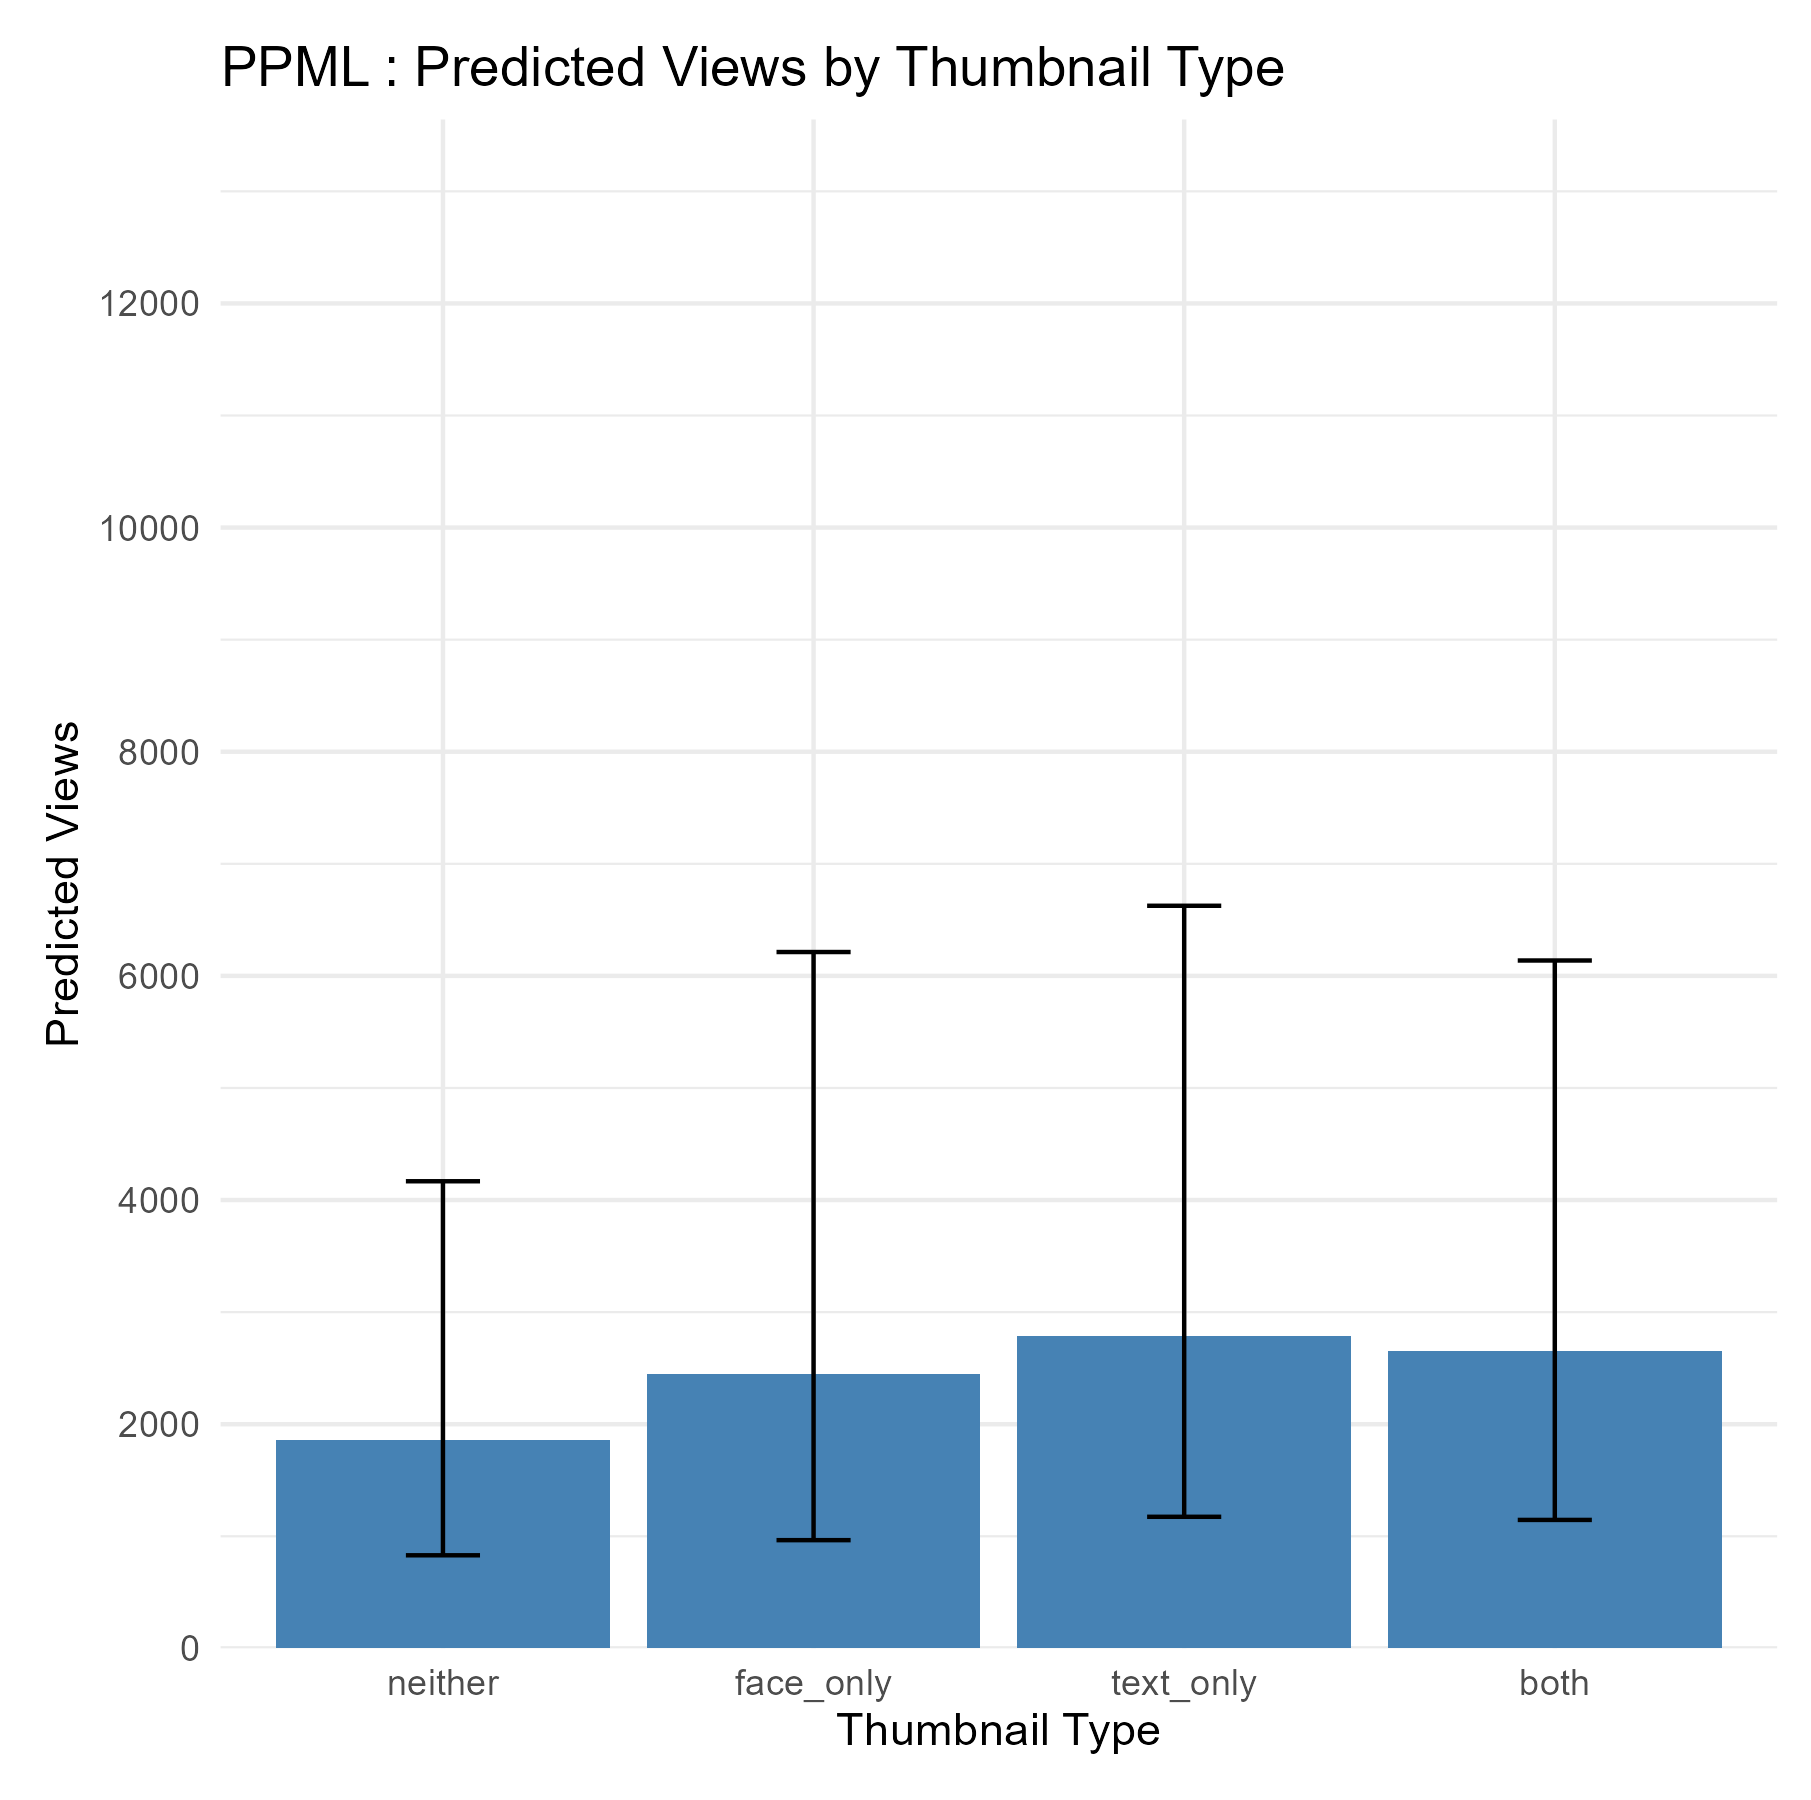 PPML : Predicted Views by Thumbnail Type
Predicted Views
12000
10000
8000
6000
4000
2000
0
neither face_only text_only both
Thumbnail Type